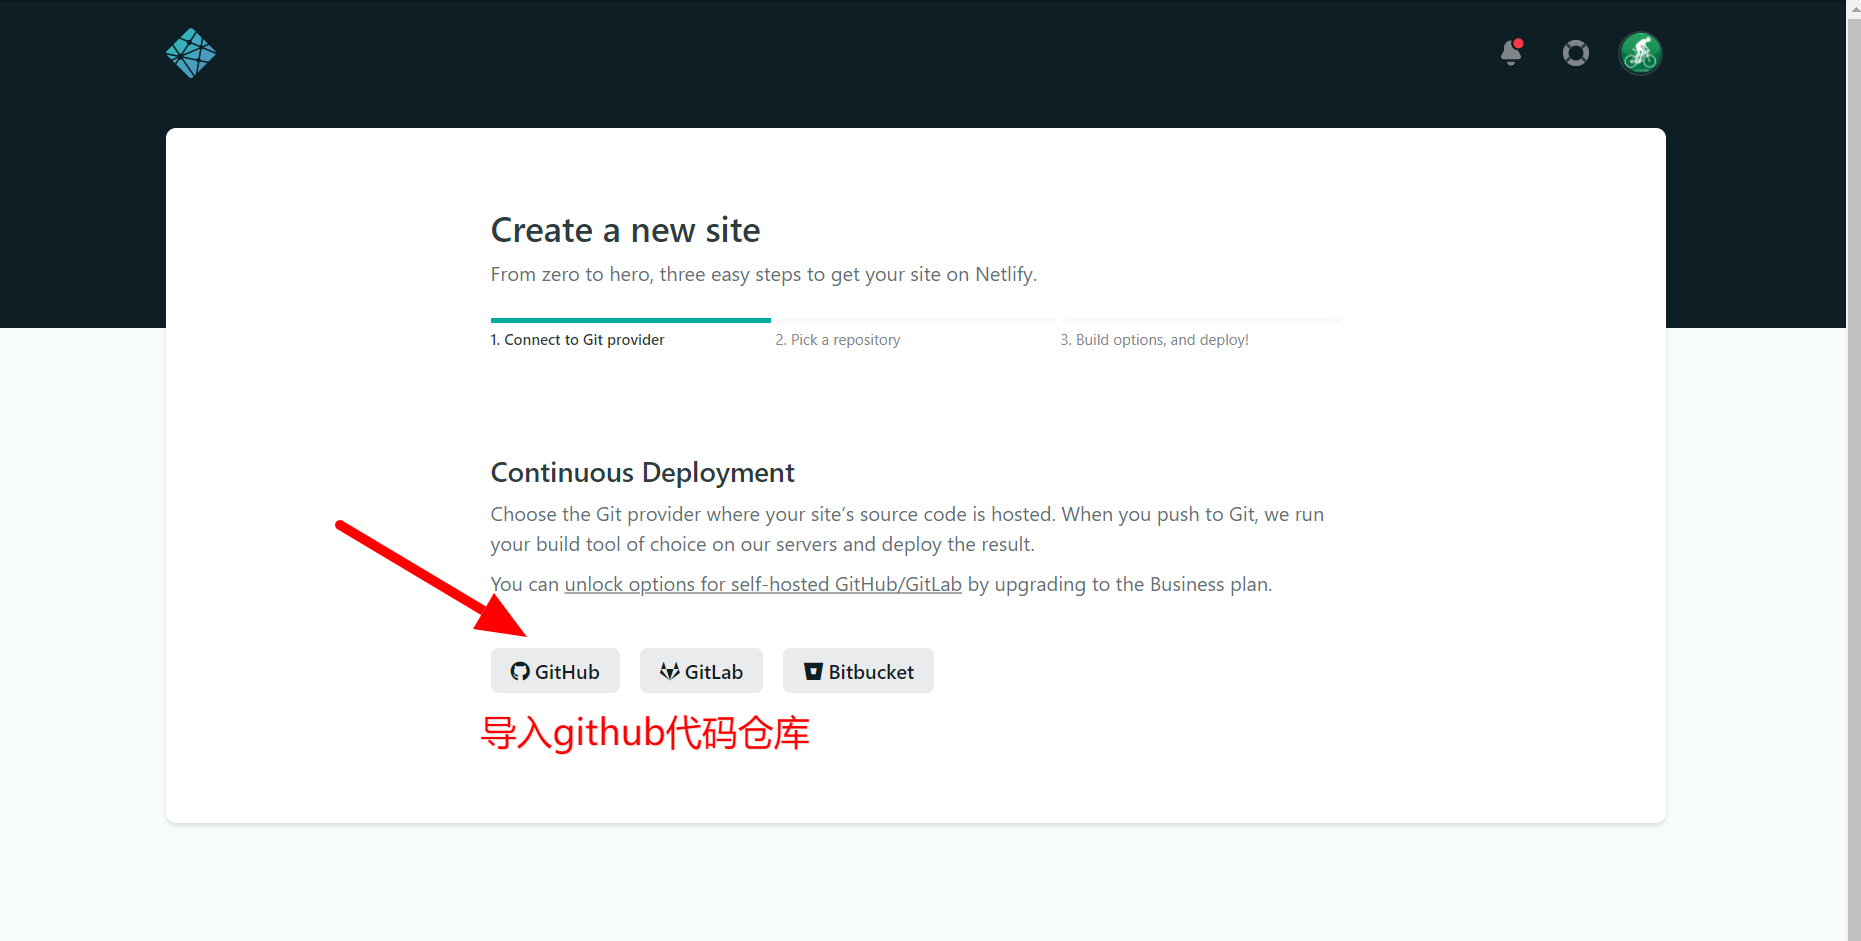 Create a new site
From zero to hero, three easy steps to get your site on Netlify.
1. Connect to Git provider
2. Pick a repository
3. Build options, and deploy!
Continuous Deployment
Choose the Git provider where your site’s source code is hosted. When you push to Git, we run
your build tool of choice on our servers and deploy the result.
You can unlock options for self-hosted GitHub/GitLab by upgrading to the Business plan.
GitHub
GitLab
Bitbucket
导入github代码仓库